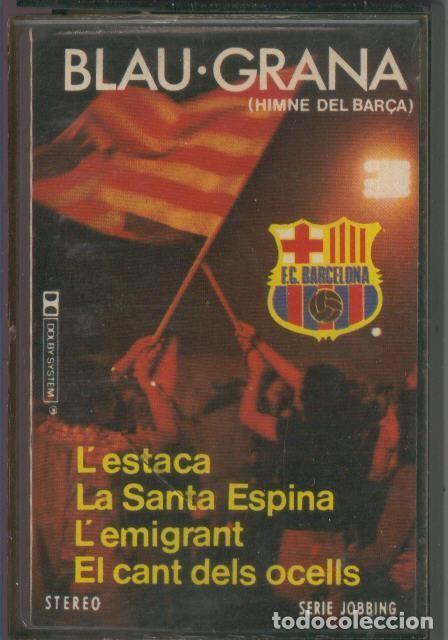 BLAU·GRANA
(HIMNE DEL BARÇA)
F.C. BARCELONA
DOLBY SYSTEM
L'estaca
La Santa Espina
L'emigrant
El cant dels ocells
STEREO
SERIE JOBBING
todocoleccion